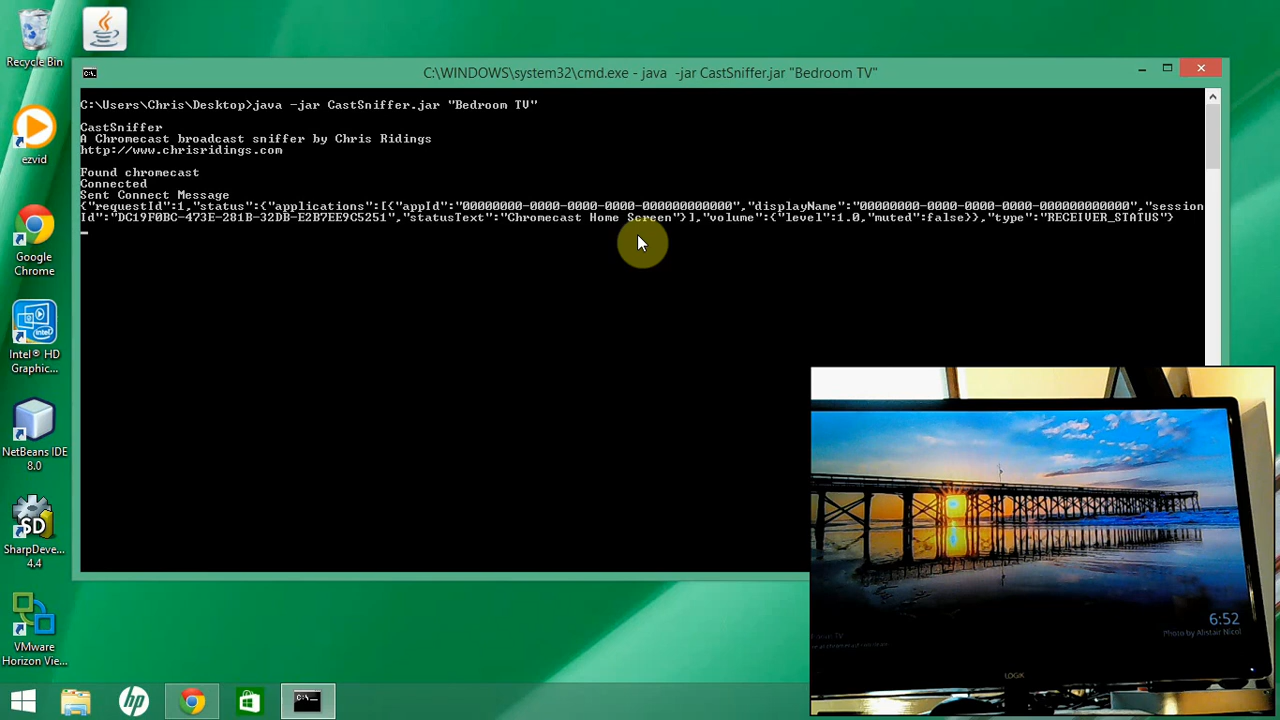 Recycle Bin
ezvid
Google
Chrome
Intel® HD
Graphic...
NetBeans IDE
8.0
SD
SharpDeve...
4.4
VMware
Horizon Vie...
C:\WINDOWS\system32\cmd.exe - java  -jar CastSniffer.jar "Bedroom TV"
C:\Users\Chris\Desktop>java -jar CastSniffer.jar "Bedroom TV"
CastSniffer
A Chromecast broadcast sniffer by Chris Ridings
http://www.chrisridings.com
Found chromecast
Connected
Sent Connect Message
{"requestId":1,"status":{"applications":[{"appId":"00000000-0000-0000-0000-000000000000","displayName":"00000000-0000-0000-0000-000000000000","session
Id":"DC19F0BC-473E-281B-32DB-E2B7EE9C5251","statusText":"Chromecast Home Screen"}],"volume":{"level":1.0,"muted":false}},"type":"RECEIVER_STATUS"}
6:52
Photo by Alistair Nicol
LOGIK
hp